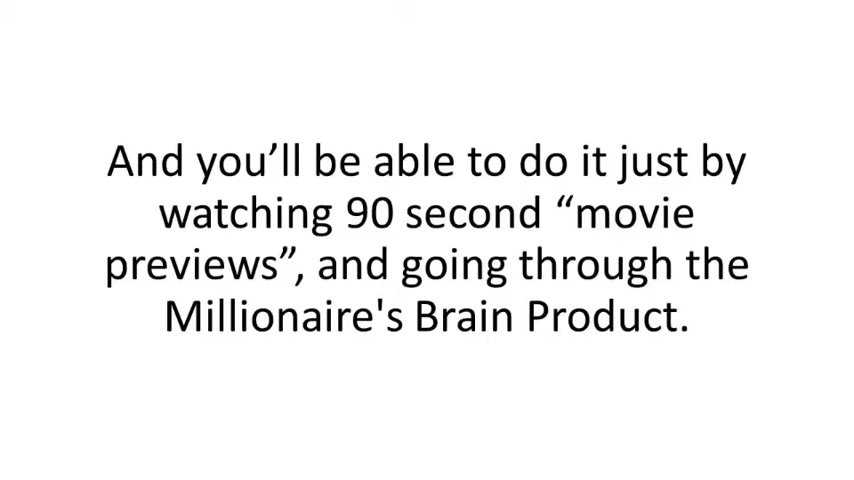 And you’ll be able to do it just by
watching 90 second “movie
previews”, and going through the
Millionaire's Brain Product.